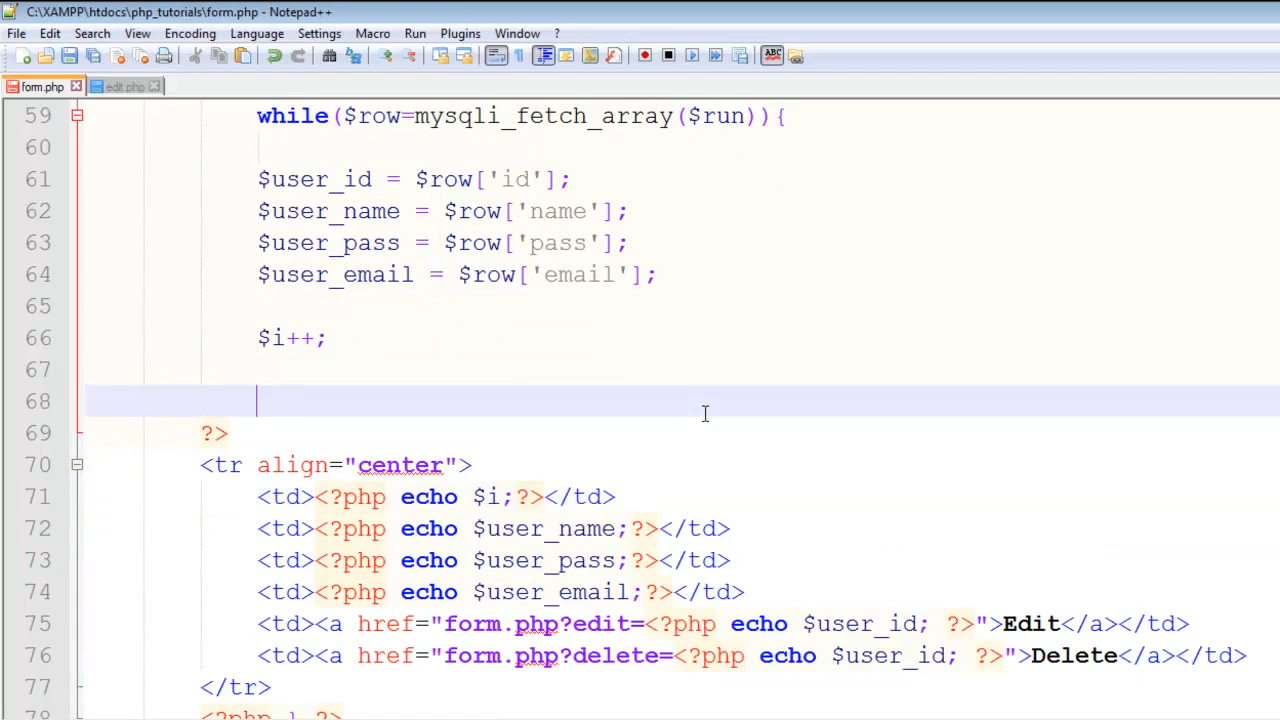 C:\XAMPP\htdocs\php_tutorials\form.php - Notepad++
File Edit Search View Encoding Language Settings Macro Run Plugins Window ?
ABC
form.php edit.php
59 while($row=mysqli_fetch_array($run)){
60
61 $user_id = $row['id'];
62 $user_name = $row['name'];
63 $user_pass = $row['pass'];
64 $user_email = $row['email'];
65
66 $i++;
67
68
69 ?>
70 <tr align="center">
71 <td><?php echo $i;?></td>
72 <td><?php echo $user_name;?></td>
73 <td><?php echo $user_pass;?></td>
74 <td><?php echo $user_email;?></td>
75 <td><a href="form.php?edit=<?php echo $user_id; ?>">Edit</a></td>
76 <td><a href="form.php?delete=<?php echo $user_id; ?>">Delete</a></td>
77 </tr>
78 <?php } ?>